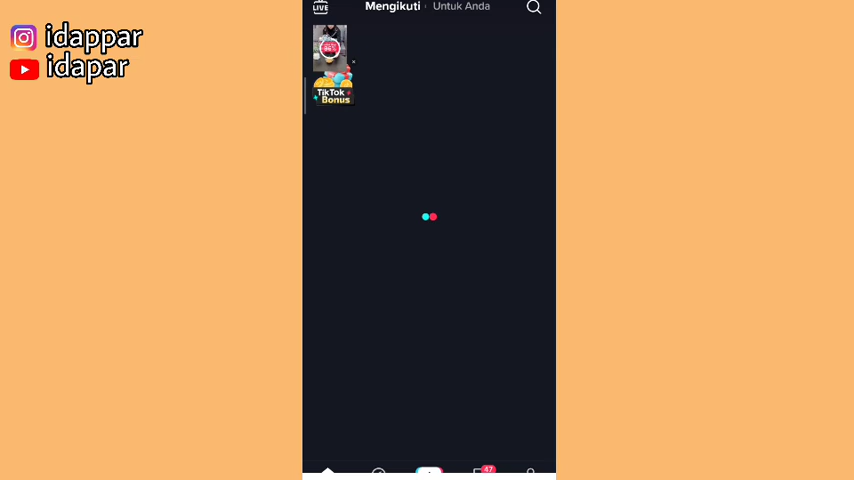 idappar
idapar
LIVE
Mengikuti
Untuk Anda
TikTok
Bonus
47